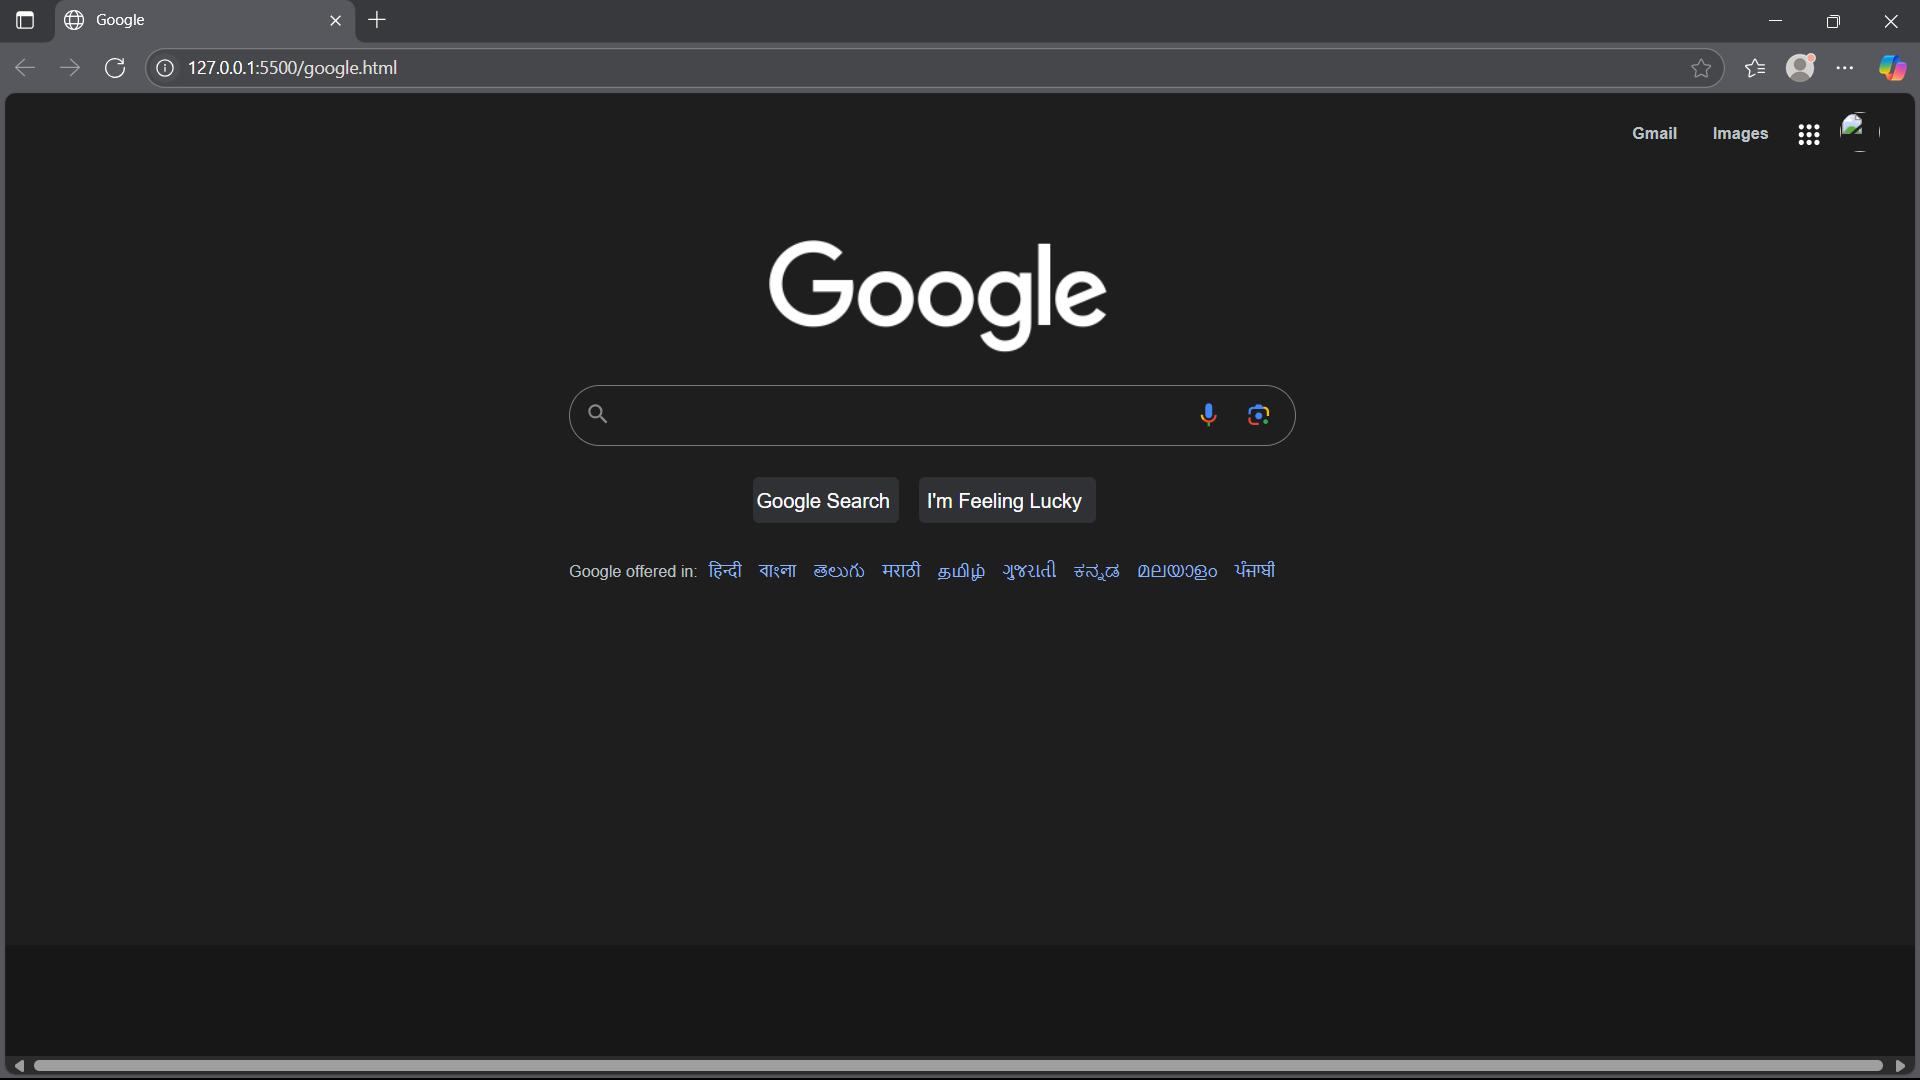 Google
127.0.0.1:5500/google.html
Gmail Images
Google
Google Search I'm Feeling Lucky
Google offered in: हिन्दी বাংলা తెలుగు मराठी தமிழ் ગુજરાતી ಕನ್ನಡ മലയാളം ਪੰਜਾਬੀ